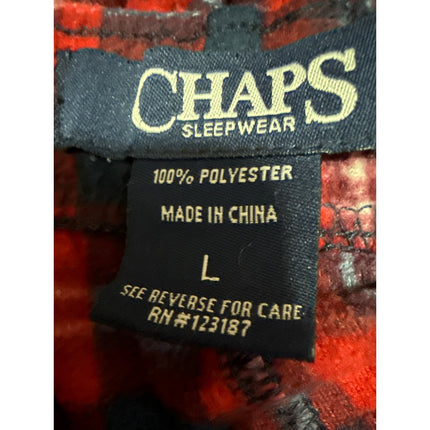 CHAPS
SLEEPWEAR
100% POLYESTER
MADE IN CHINA
L
SEE REVERSE FOR CARE
RN#123187